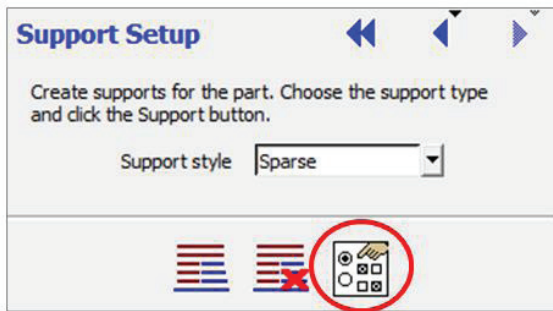 Support Setup
Create supports for the part. Choose the support type
and click the Support button.
Support style Sparse